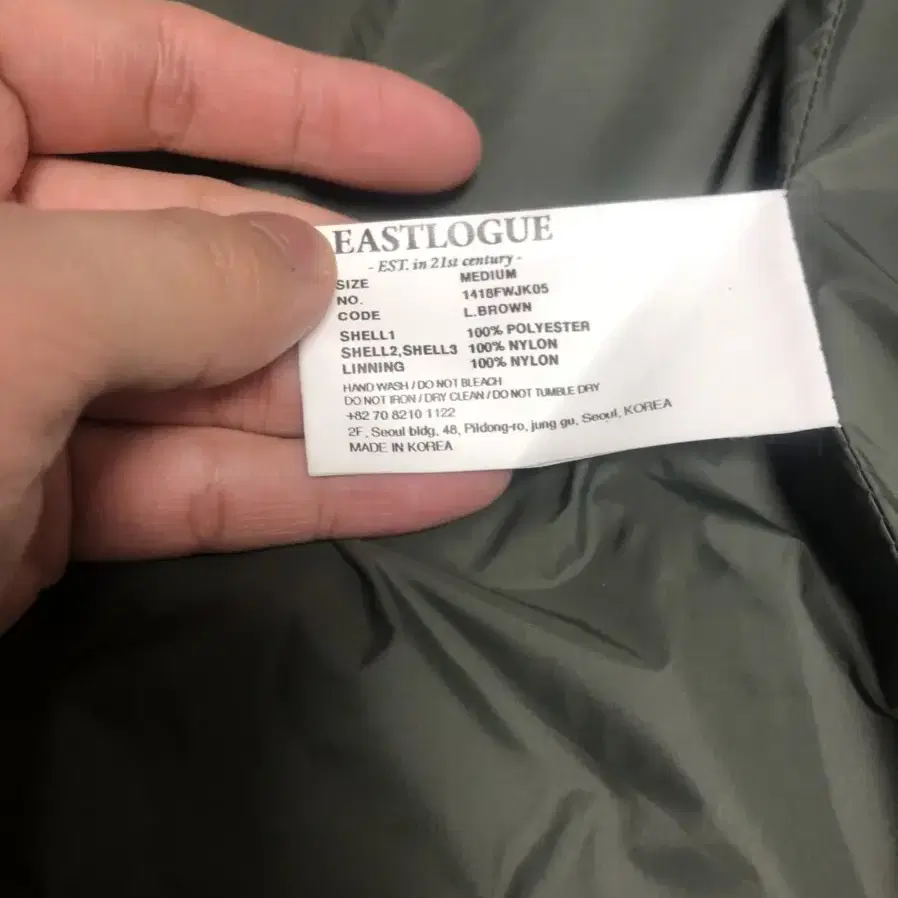 EASTLOGUE
- EST. in 21st century -
SIZE MEDIUM
NO. 1418FWJK05
CODE L.BROWN
SHELL1 100% POLYESTER
SHELL2,SHELL3 100% NYLON
LINNING 100% NYLON
HAND WASH / DO NOT BLEACH
DO NOT IRON / DRY CLEAN / DO NOT TUMBLE DRY
+82 70 8210 1122
2F, Seoul bldg, 48, Pildong-ro, jung gu, Seoul, KOREA
MADE IN KOREA